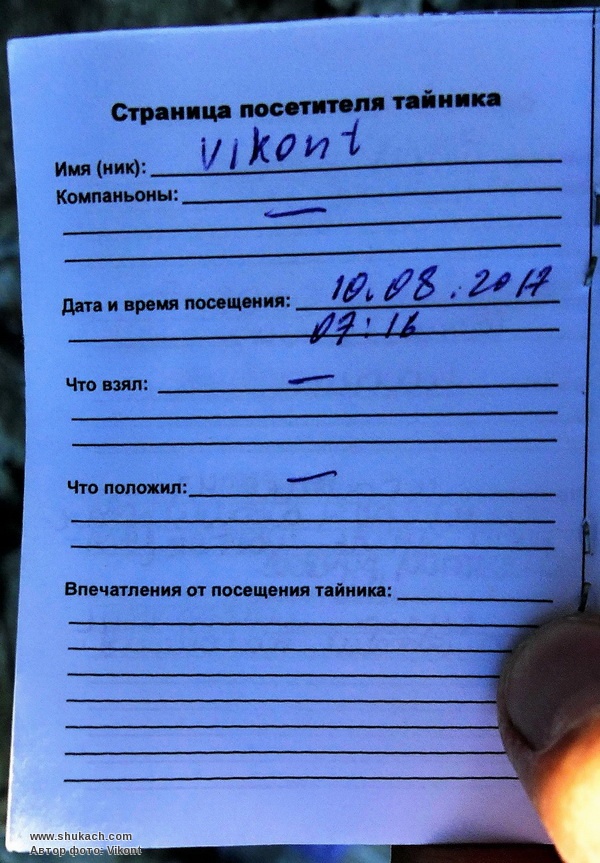 Страница посетителя тайника
Имя (ник): Vikont
Компаньоны:
—
Дата и время посещения: 10.08.2017
07:16
Что взял: —
Что положил: —
Впечатления от посещения тайника:
www.shukach.com
Автор фото: Vikont